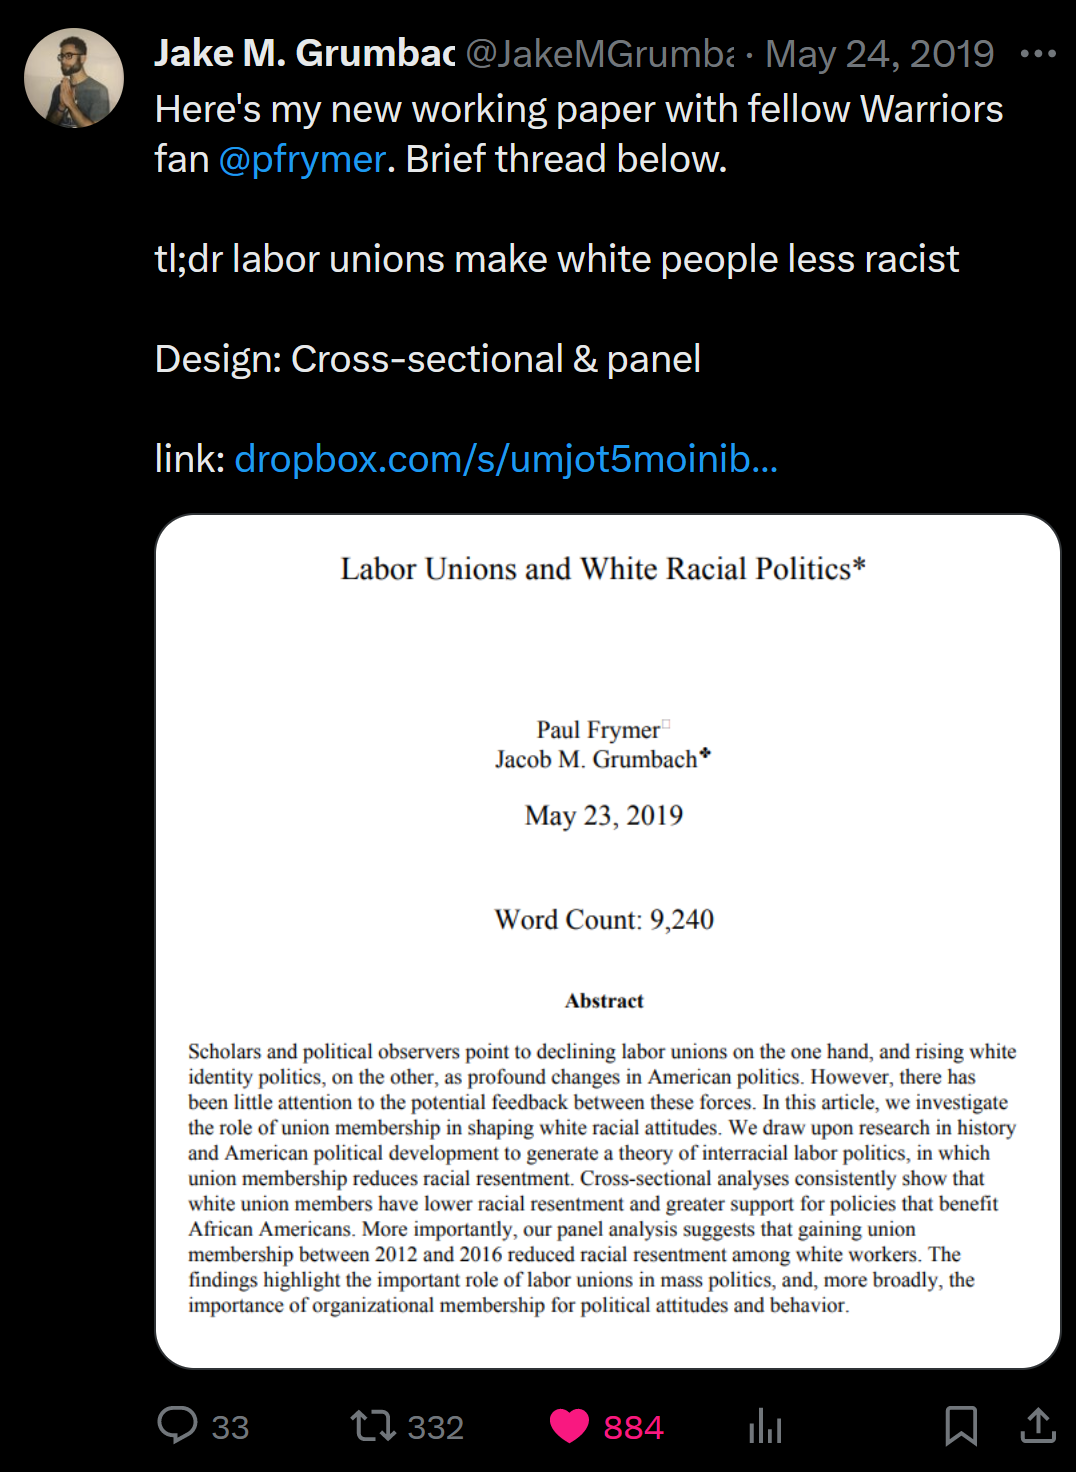 Jake M. Grumbac @JakeMGrumba · May 24, 2019
Here's my new working paper with fellow Warriors
fan @pfrymer. Brief thread below.
tl;dr labor unions make white people less racist
Design: Cross-sectional & panel
link: dropbox.com/s/umjot5moinib...
Labor Unions and White Racial Politics*
Paul Frymer
Jacob M. Grumbach✤
May 23, 2019
Word Count: 9,240
Abstract
Scholars and political observers point to declining labor unions on the one hand, and rising white
identity politics, on the other, as profound changes in American politics. However, there has
been little attention to the potential feedback between these forces. In this article, we investigate
the role of union membership in shaping white racial attitudes. We draw upon research in history
and American political development to generate a theory of interracial labor politics, in which
union membership reduces racial resentment. Cross-sectional analyses consistently show that
white union members have lower racial resentment and greater support for policies that benefit
African Americans. More importantly, our panel analysis suggests that gaining union
membership between 2012 and 2016 reduced racial resentment among white workers. The
findings highlight the important role of labor unions in mass politics, and, more broadly, the
importance of organizational membership for political attitudes and behavior.
33 332 884